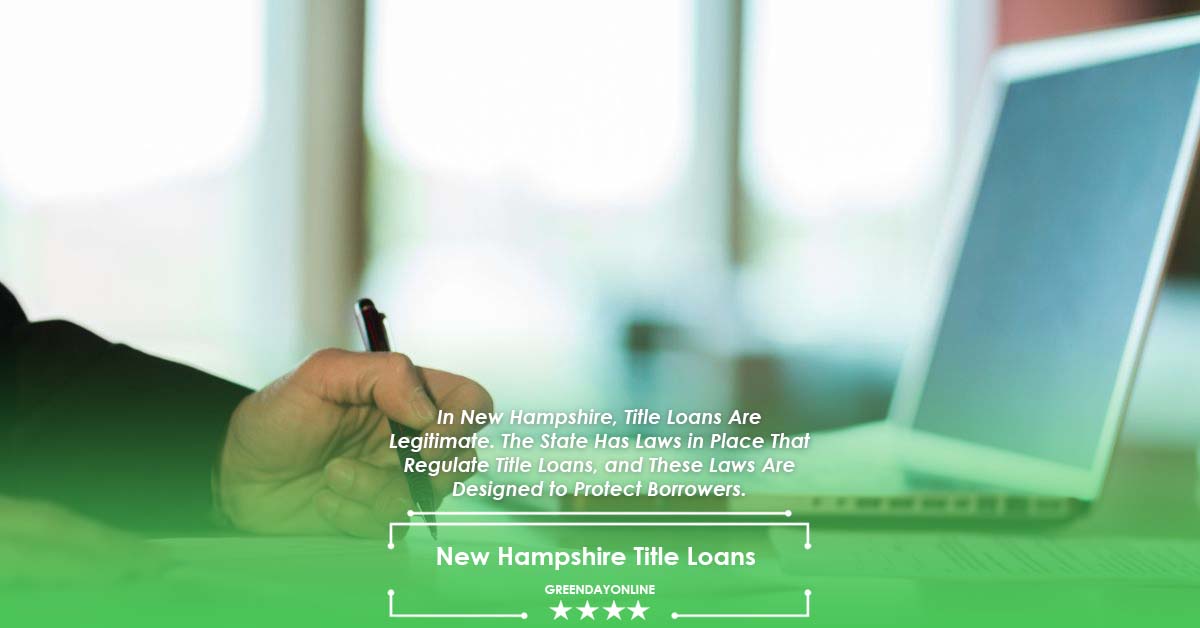 In New Hampshire, Title Loans Are
Legitimate. The State Has Laws in Place That
Regulate Title Loans, and These Laws Are
Designed to Protect Borrowers.
New Hampshire Title Loans
GREENDAYONLINE